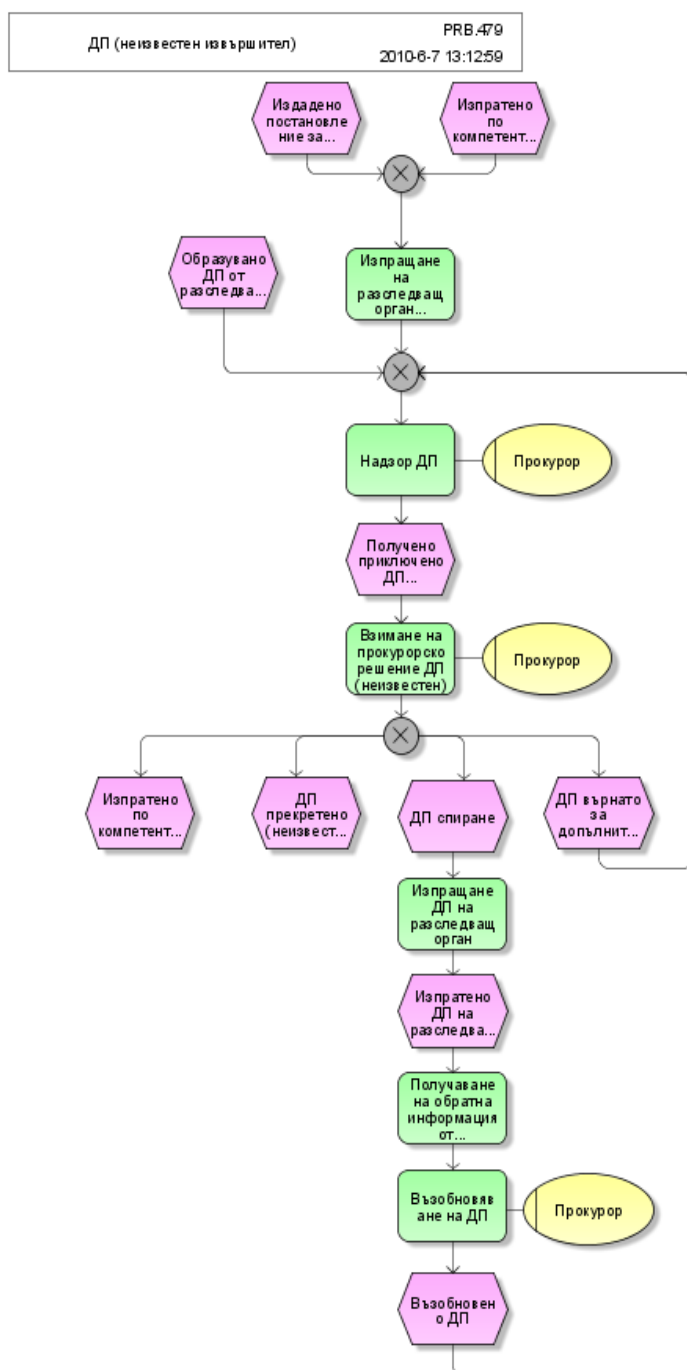 ДП (неизвестен извършител)
PRB.479
2010-6-7 13:12:59
Издадено
постановле
ние за...
Изпратено
по
компетент...
Образувано
ДП от
разследва...
Изпращане
на
разследващ
орган...
Надзор ДП
Прокурор
Получено
приключено
ДП...
Взимане на
прокурорско
решение ДП
(неизвестен)
Прокурор
Изпратено
по
компетент...
ДП
прекретено
(неизвест...
ДП спиране
ДП върнато
за
допълнит...
Изпращане
ДП на
разследващ
орган
Изпратено
ДП на
разследва...
Получаване
на обратна
информация
от...
Възобновяв
ане на ДП
Прокурор
Възобновен
о ДП